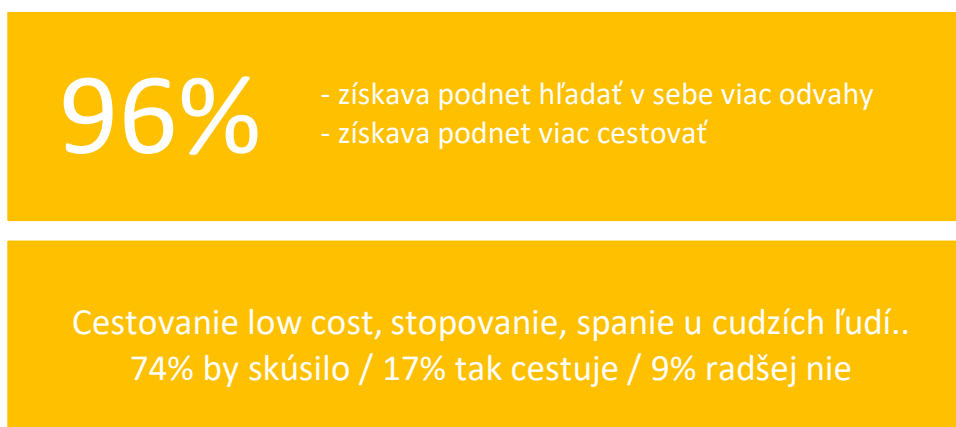 96%
- získava podnet hľadať v sebe viac odvahy
- získava podnet viac cestovať
Cestovanie low cost, stopovanie, spanie u cudzích ľudí..
74% by skúsilo / 17% tak cestuje / 9% radšej nie